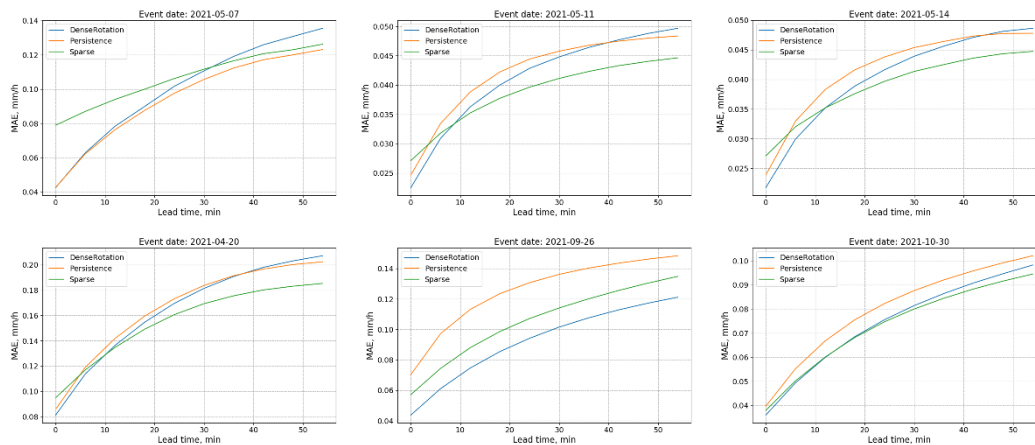 Event date: 2021-05-07
MAE, mm/h
0.14
0.12
0.10
0.08
0.06
0.04
DenseRotation
Persistence
Sparse
0 10 20 30 40 50
Lead time, min
Event date: 2021-05-11
MAE, mm/h
0.050
0.045
0.040
0.035
0.030
0.025
DenseRotation
Persistence
Sparse
0 10 20 30 40 50
Lead time, min
Event date: 2021-05-14
MAE, mm/h
0.050
0.045
0.040
0.035
0.030
0.025
DenseRotation
Persistence
Sparse
0 10 20 30 40 50
Lead time, min
Event date: 2021-04-20
MAE, mm/h
0.20
0.18
0.16
0.14
0.12
0.10
0.08
DenseRotation
Persistence
Sparse
0 10 20 30 40 50
Lead time, min
Event date: 2021-09-26
MAE, mm/h
0.14
0.12
0.10
0.08
0.06
0.04
DenseRotation
Persistence
Sparse
0 10 20 30 40 50
Lead time, min
Event date: 2021-10-30
MAE, mm/h
0.10
0.09
0.08
0.07
0.06
0.05
0.04
DenseRotation
Persistence
Sparse
0 10 20 30 40 50
Lead time, min